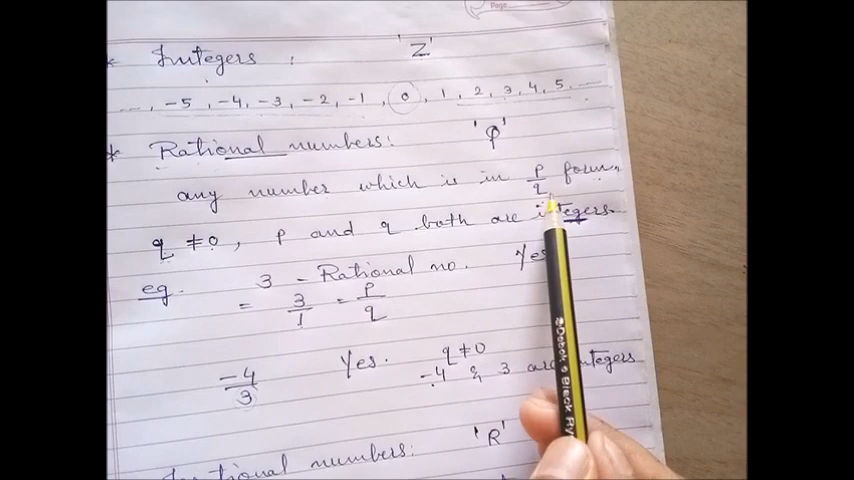 Page
* Integers : 'Z'
..., -5, -4, -3, -2, -1, 0, 1, 2, 3, 4, 5, ...
* Rational numbers: 'Q'
any number which is in p/q form,
q ≠ 0, p and q both are integers.
eg. 3 - Rational no. Yes
= 3/1 = p/q
-4/3 Yes. q ≠ 0
-4 & 3 are integers
numbers: 'R'